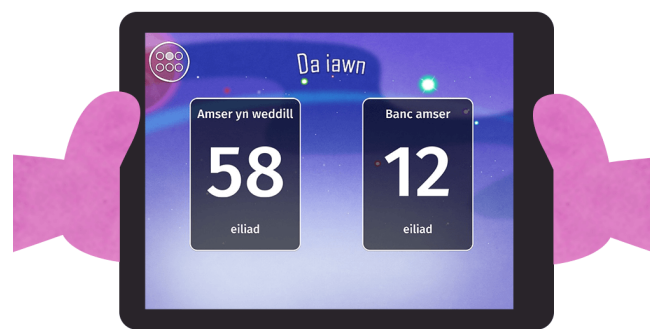 Da iawn
Amser yn weddill
58
eiliad
Banc amser
12
eiliad